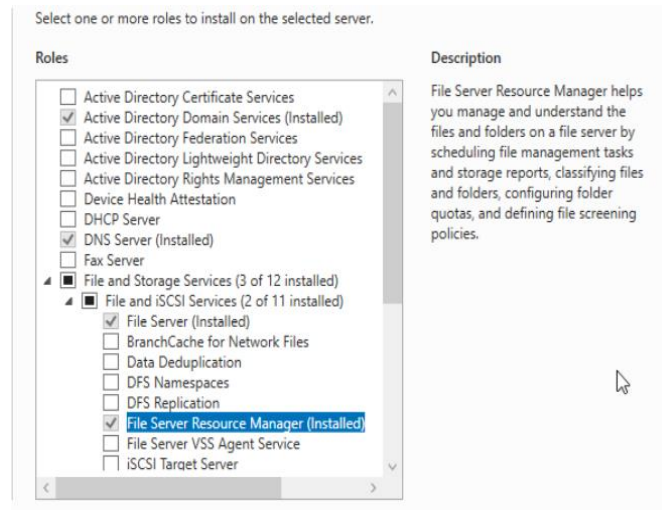 Select one or more roles to install on the selected server.
Roles
Active Directory Certificate Services
Active Directory Domain Services (Installed)
Active Directory Federation Services
Active Directory Lightweight Directory Services
Active Directory Rights Management Services
Device Health Attestation
DHCP Server
DNS Server (Installed)
Fax Server
File and Storage Services (3 of 12 installed)
File and iSCSI Services (2 of 11 installed)
File Server (Installed)
BranchCache for Network Files
Data Deduplication
DFS Namespaces
DFS Replication
File Server Resource Manager (Installed)
File Server VSS Agent Service
iSCSI Target Server
Description
File Server Resource Manager helps
you manage and understand the
files and folders on a file server by
scheduling file management tasks
and storage reports, classifying files
and folders, configuring folder
quotas, and defining file screening
policies.